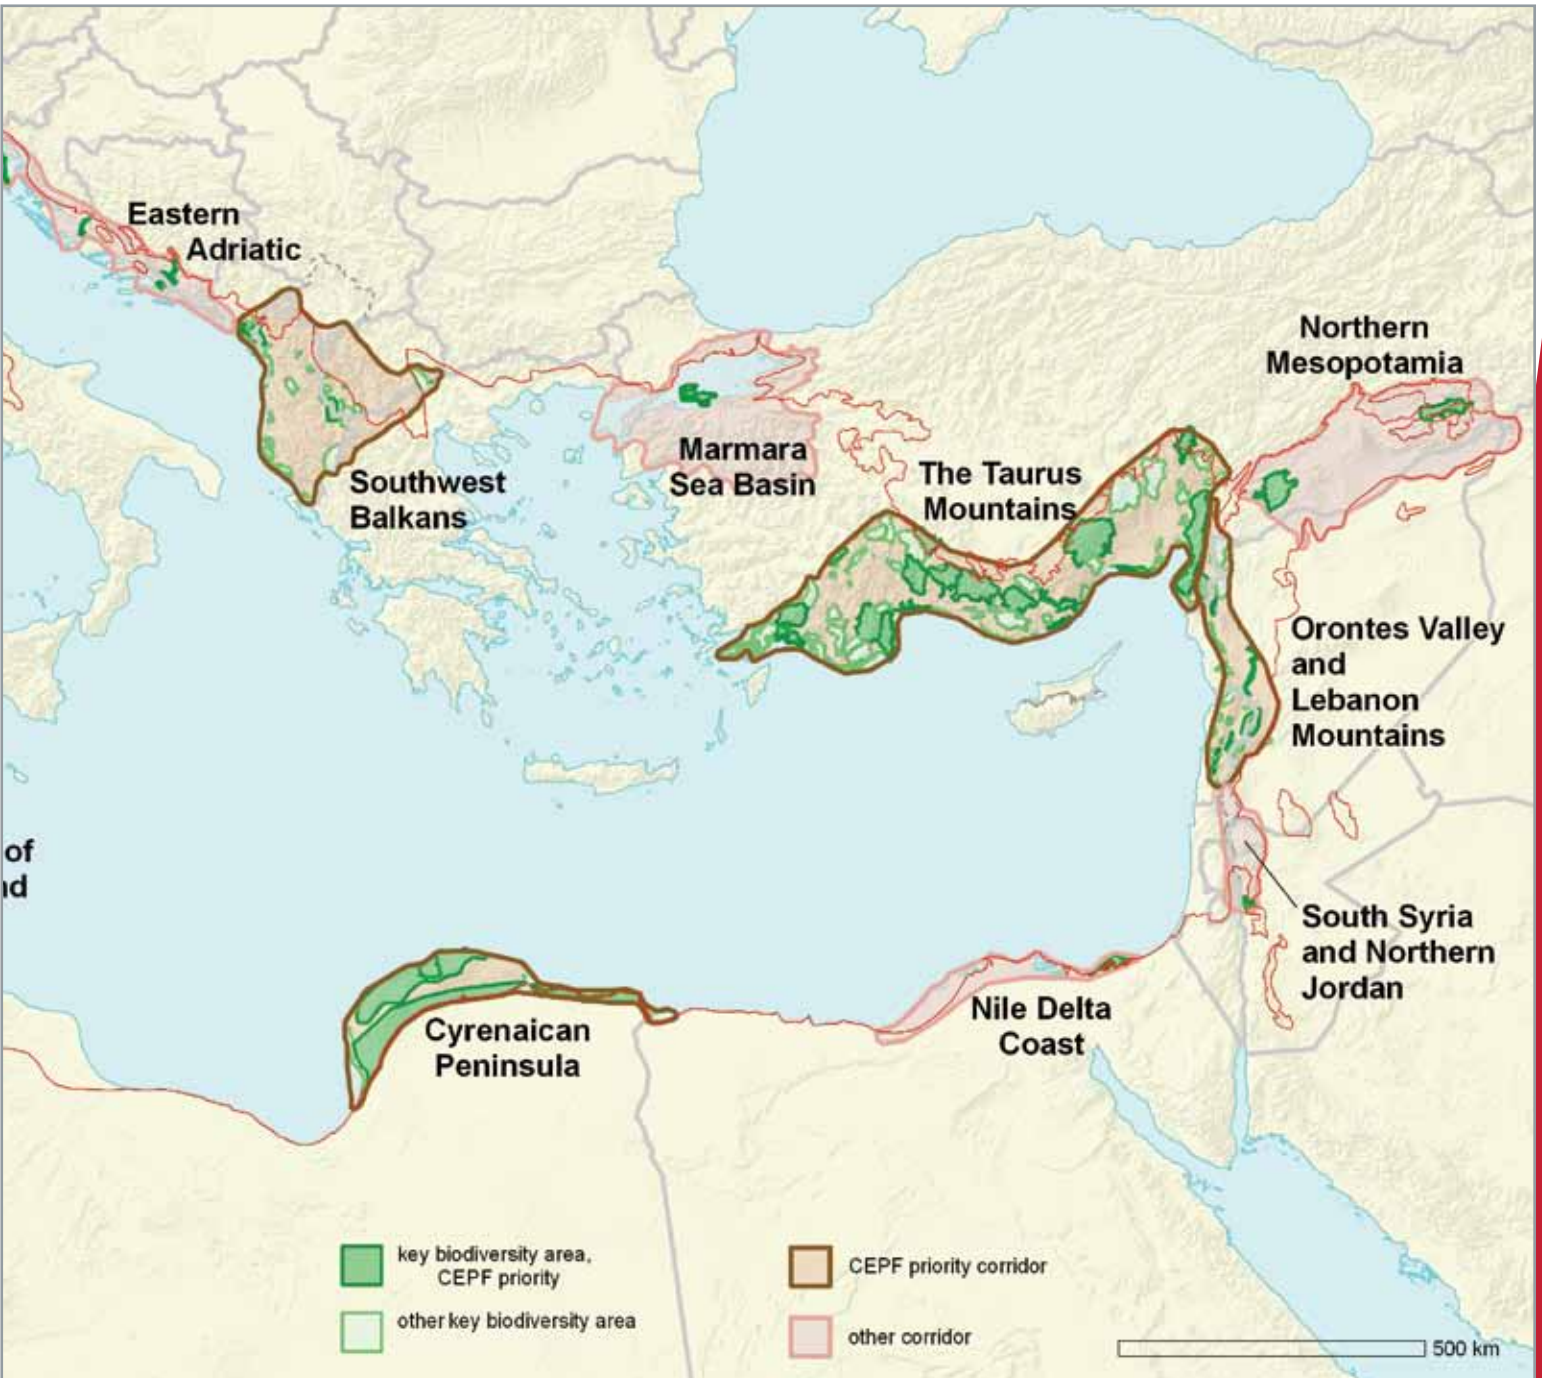 Eastern
Adriatic
Northern
Mesopotamia
Marmara
Sea Basin
The Taurus
Mountains
Southwest
Balkans
Orontes Valley
and
Lebanon
Mountains
of
nd
South Syria
and Northern
Jordan
Nile Delta
Coast
Cyrenaican
Peninsula
key biodiversity area,
CEPF priority
other key biodiversity area
CEPF priority corridor
other corridor
500 km